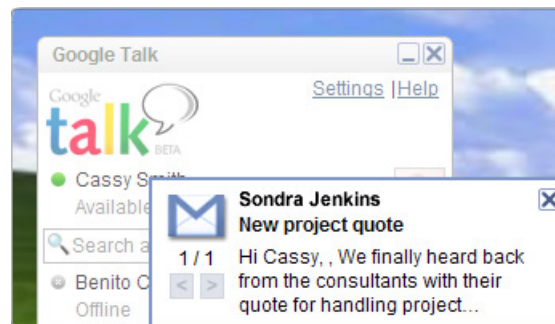 Google Talk
Settings | Help
Google
talk
BETA
Cassy Smith
Available
Search a
Benito C
Offline
Sondra Jenkins
New project quote
1 / 1
Hi Cassy, , We finally heard back
from the consultants with their
quote for handling project...
< >